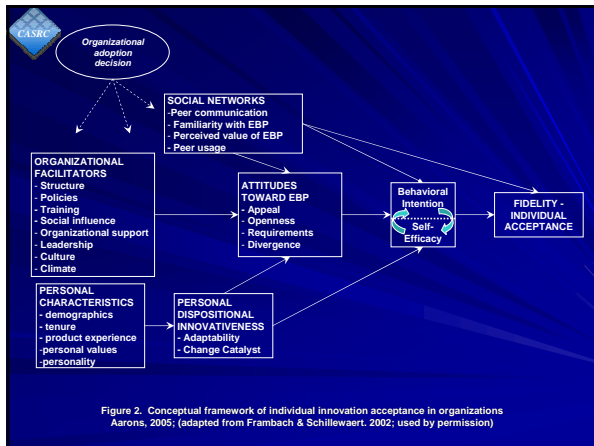 CASRC
Organizational
adoption
decision
SOCIAL NETWORKS
-Peer communication
- Familiarity with EBP
- Perceived value of EBP
- Peer usage
ORGANIZATIONAL
FACILITATORS
- Structure
- Policies
- Training
- Social influence
- Organizational support
- Leadership
- Culture
- Climate
ATTITUDES
TOWARD EBP
- Appeal
- Openness
- Requirements
- Divergence
Behavioral
Intention
Self-
Efficacy
FIDELITY -
INDIVIDUAL
ACCEPTANCE
PERSONAL
CHARACTERISTICS
- demographics
- tenure
- product experience
-personal values
-personality
PERSONAL
DISPOSITIONAL
INNOVATIVENESS
- Adaptability
- Change Catalyst
Figure 2. Conceptual framework of individual innovation acceptance in organizations
Aarons, 2005; (adapted from Frambach & Schillewaert. 2002; used by permission)